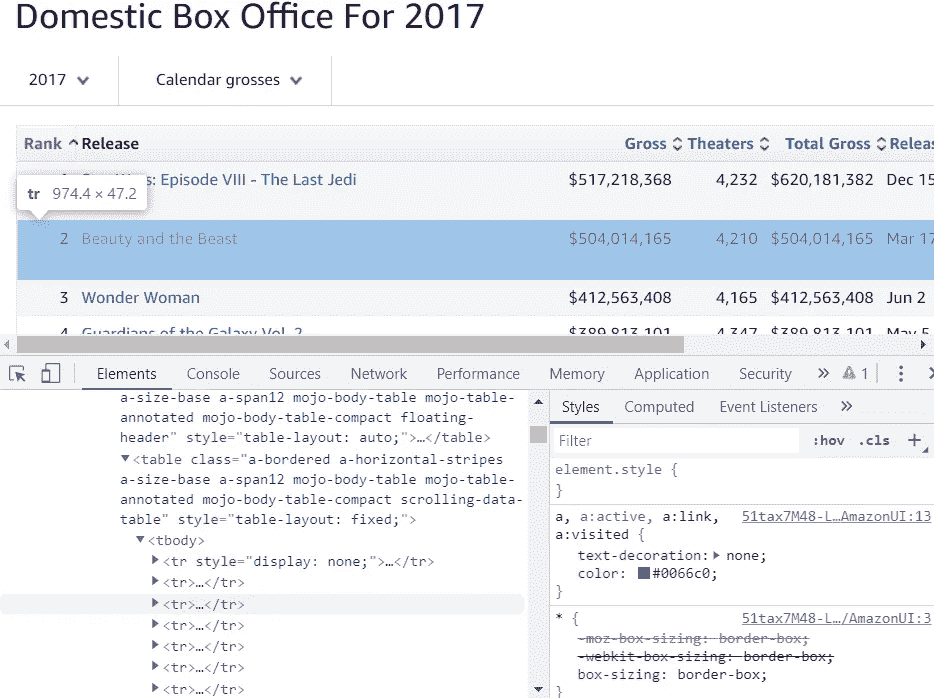 Domestic Box Office For 2017
2017 Calendar grosses
Rank Release Gross Theaters Total Gross Releas
: Episode VIII - The Last Jedi $517,218,368 4,232 $620,181,382 Dec 15
tr 974.4 × 47.2
2 Beauty and the Beast $504,014,165 4,210 $504,014,165 Mar 17
3 Wonder Woman $412,563,408 4,165 $412,563,408 Jun 2
4 Guardians of the Galaxy Vol. 2 $389,813,101 4,347 $389,813,101 May 5
Elements Console Sources Network Performance Memory Application Security » 1
a-size-base a-span12 mojo-body-table mojo-table-
annotated mojo-body-table-compact floating-
header" style="table-layout: auto;">…</table>
<table class="a-bordered a-horizontal-stripes
a-size-base a-span12 mojo-body-table mojo-table-
annotated mojo-body-table-compact scrolling-data-
table" style="table-layout: fixed;">
<tbody>
<tr style="display: none;">…</tr>
<tr>…</tr>
<tr>…</tr>
<tr>…</tr>
<tr>…</tr>
<tr>…</tr>
<tr>…</tr>
Styles Computed Event Listeners »
Filter :hov .cls +
element.style {
}
a, a:active, a:link, 51tax7M48-L…AmazonUI:13
a:visited {
text-decoration: none;
color: #0066c0;
}
* { 51tax7M48-L…/AmazonUI:3
-moz-box-sizing: border-box;
-webkit-box-sizing: border-box;
box-sizing: border-box;
}